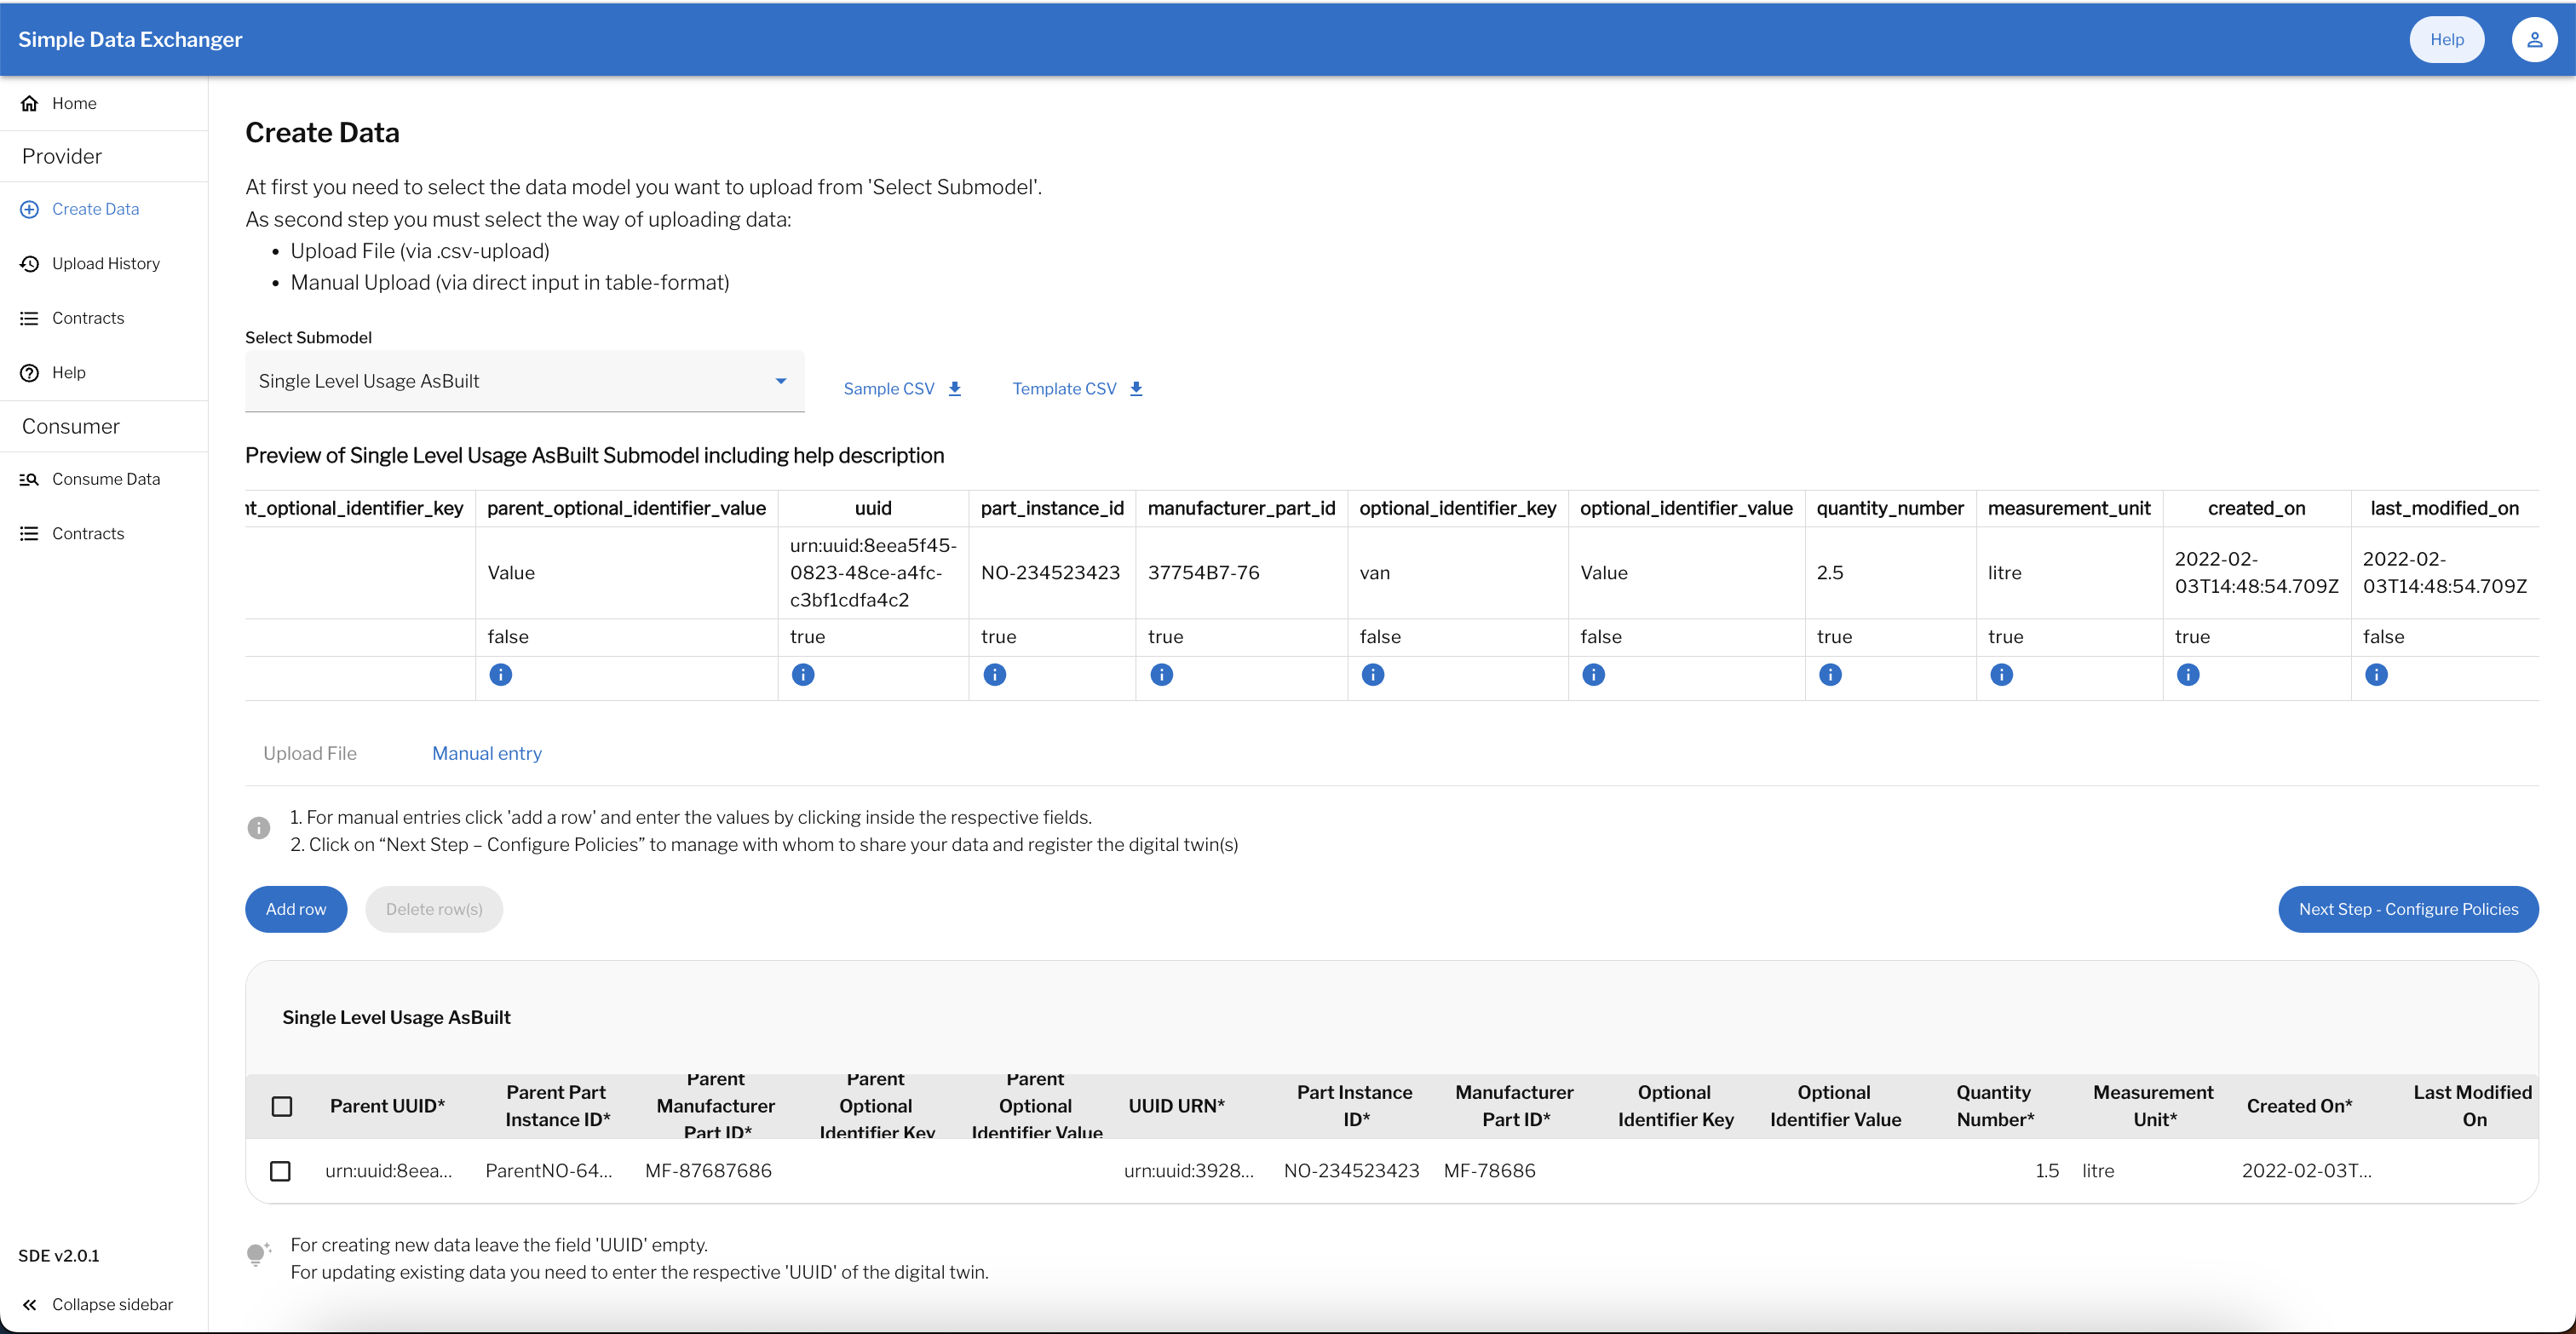 Simple Data Exchanger
Help
Home
Provider
Create Data
Upload History
Contracts
Help
Consumer
Consume Data
Contracts
SDE v2.0.1
Collapse sidebar
Create Data
At first you need to select the data model you want to upload from 'Select Submodel'.
As second step you must select the way of uploading data:
• Upload File (via .csv-upload)
• Manual Upload (via direct input in table-format)
Select Submodel
Single Level Usage AsBuilt
Sample CSV
Template CSV
Preview of Single Level Usage AsBuilt Submodel including help description
t_optional_identifier_key parent_optional_identifier_value uuid part_instance_id manufacturer_part_id optional_identifier_key optional_identifier_value quantity_number measurement_unit created_on last_modified_on
Value urn:uuid:8eea5f45-0823-48ce-a4fc-c3bf1cdfa4c2 NO-234523423 37754B7-76 van Value 2.5 litre 2022-02-03T14:48:54.709Z 2022-02-03T14:48:54.709Z
false true true true false false true true true false
Upload File
Manual entry
1. For manual entries click 'add a row' and enter the values by clicking inside the respective fields.
2. Click on “Next Step – Configure Policies” to manage with whom to share your data and register the digital twin(s)
Add row
Delete row(s)
Next Step - Configure Policies
Single Level Usage AsBuilt
Parent UUID* Parent Part Instance ID* Parent Manufacturer Part ID* Parent Optional Identifier Key Parent Optional Identifier Value UUID URN* Part Instance ID* Manufacturer Part ID* Optional Identifier Key Optional Identifier Value Quantity Number* Measurement Unit* Created On* Last Modified On
urn:uuid:8eea... ParentNO-64... MF-87687686 urn:uuid:3928... NO-234523423 MF-78686 1.5 litre 2022-02-03T...
For creating new data leave the field 'UUID' empty.
For updating existing data you need to enter the respective 'UUID' of the digital twin.